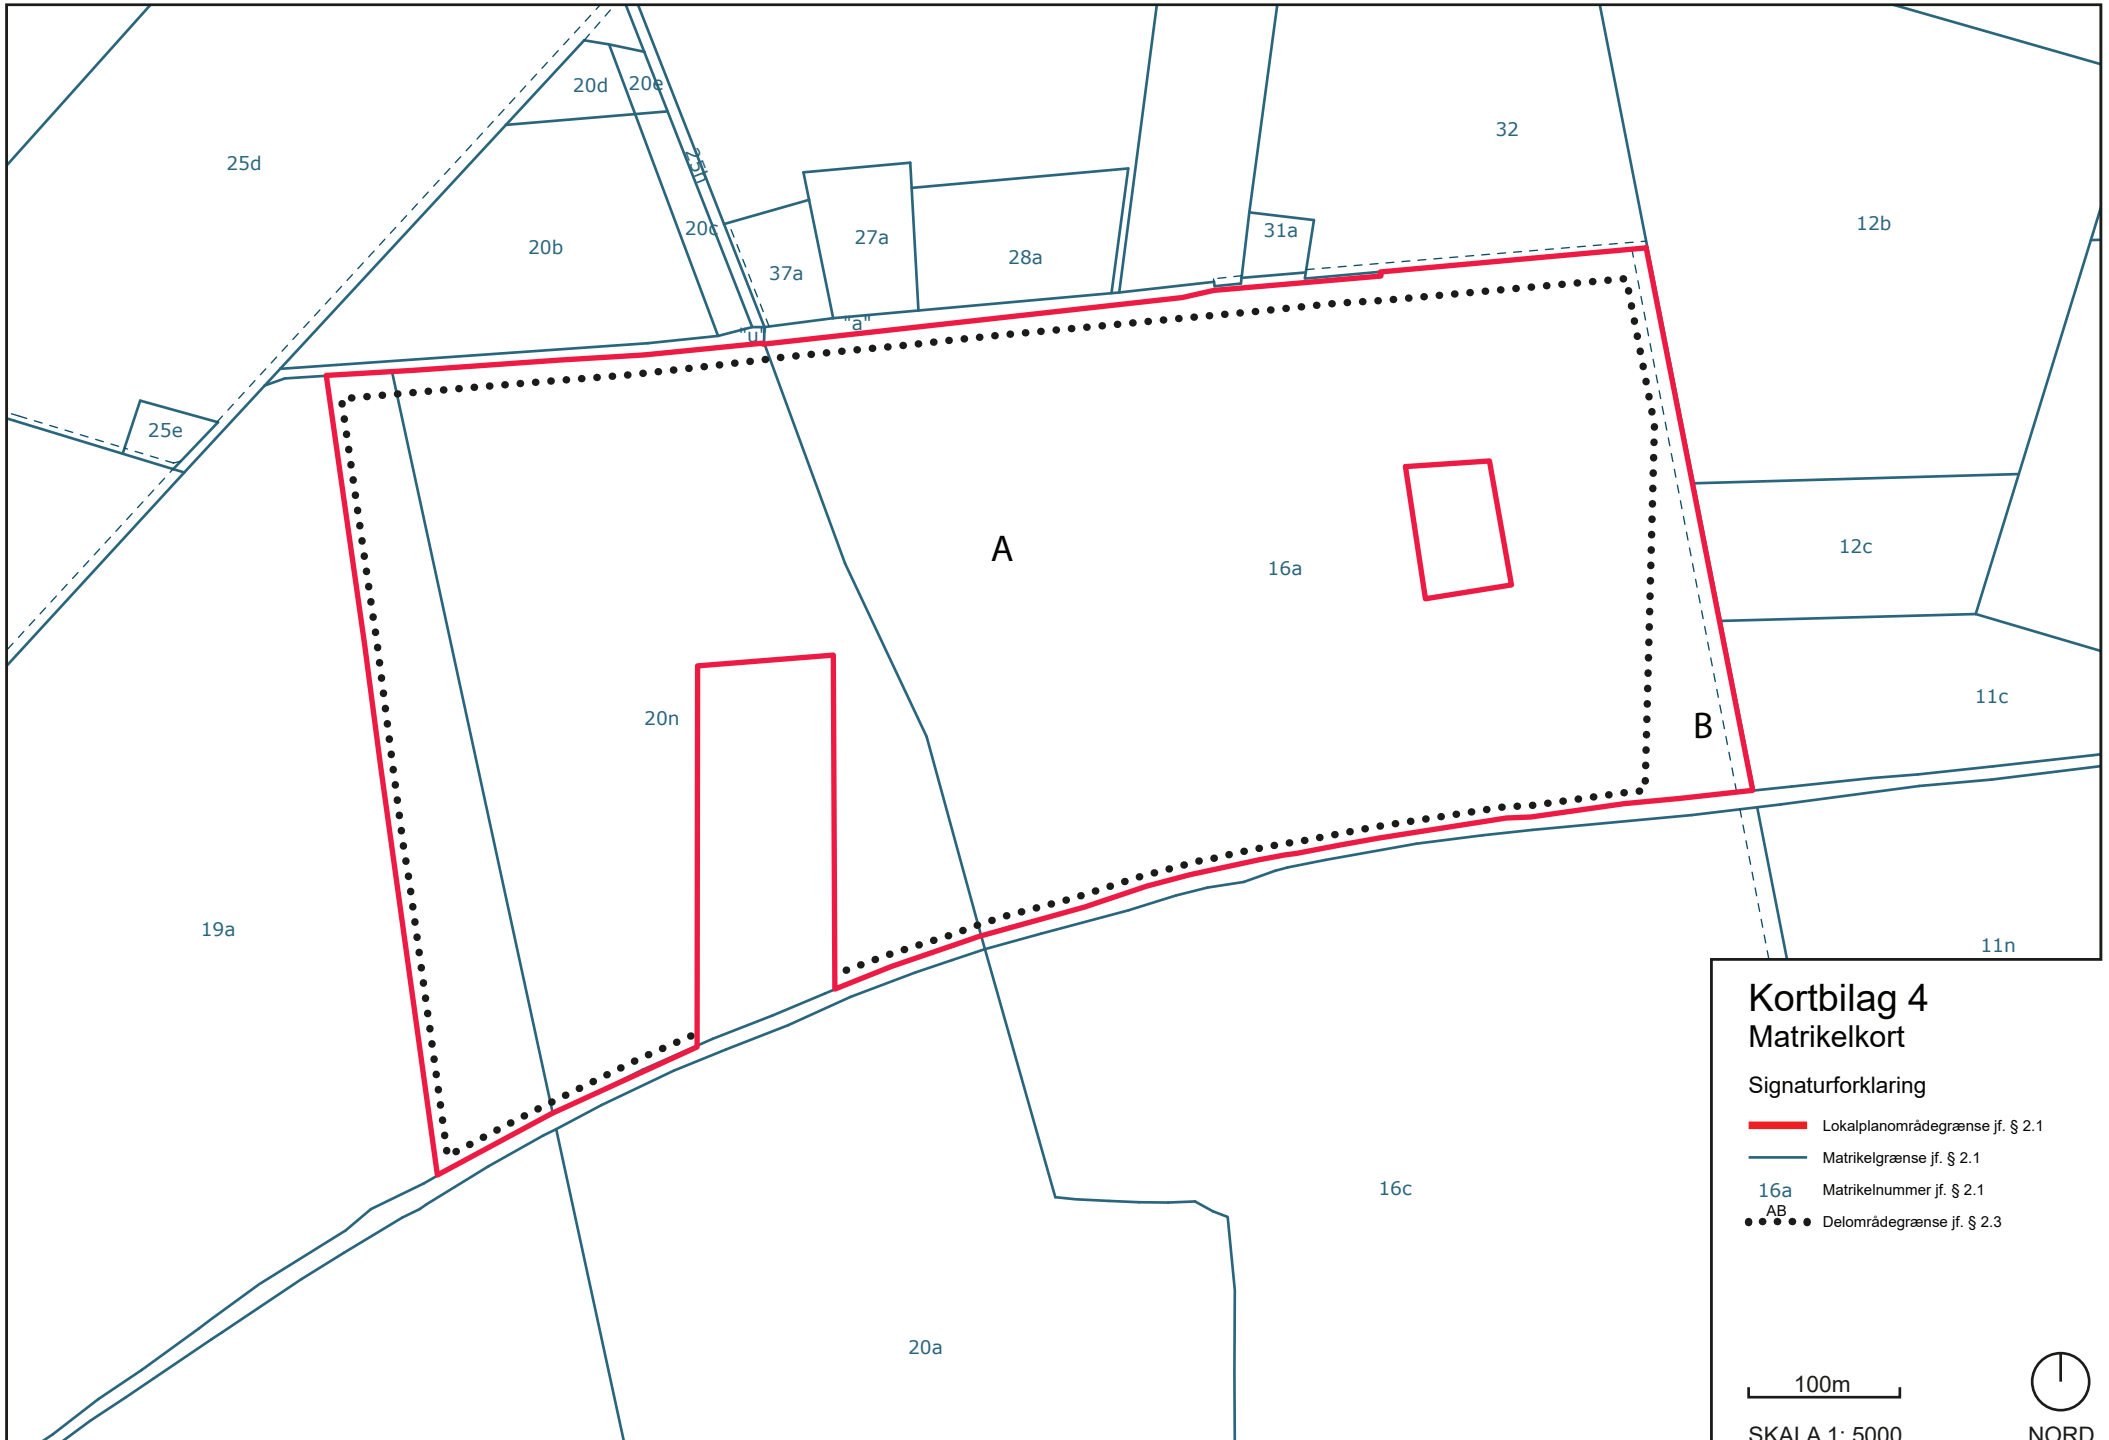 20d
20e
32
25d
25h
12b
20c
31a
27a
20b
28a
37a
"a"
"u"
25e
A
12c
16a
11c
20n
B
19a
11n
Kortbilag 4
Matrikelkort
Signaturforklaring
Lokalplanområdegrænse jf. § 2.1
Matrikelgrænse jf. § 2.1
16a
Matrikelnummer jf. § 2.1
AB
Delområdegrænse jf. § 2.3
16c
20a
100m
SKALA 1: 5000
NORD